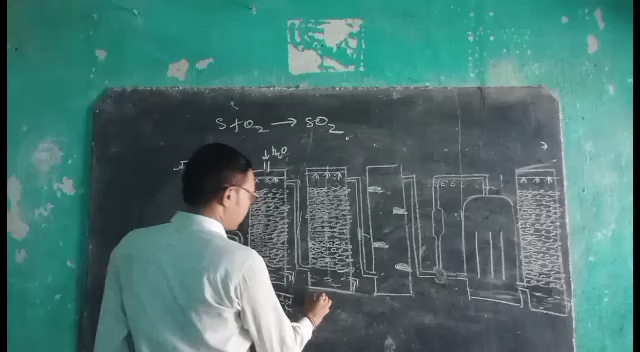 S+O₂ → SO₂
H₂O